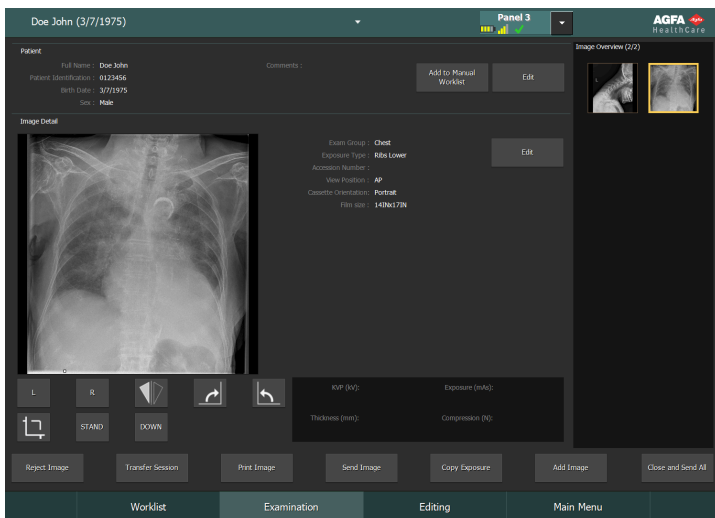 Doe John (3/7/1975)
Panel 3
AGFA
HealthCare
Patient
Full Name : Doe John
Patient Identification : 0123456
Birth Date : 3/7/1975
Sex : Male
Comments :
Add to Manual
Worklist
Edit
Image Overview (2/2)
L
Image Detail
Exam Group : Chest
Exposure Type : Ribs Lower
Accession Number :
View Position : AP
Cassette Orientation: Portrait
Film size : 14INx17IN
Edit
L
R
STAND
DOWN
KVP (kV):
Exposure (mAs):
Thickness (mm):
Compression (N):
Reject Image
Transfer Session
Print Image
Send Image
Copy Exposure
Add Image
Close and Send All
Worklist
Examination
Editing
Main Menu